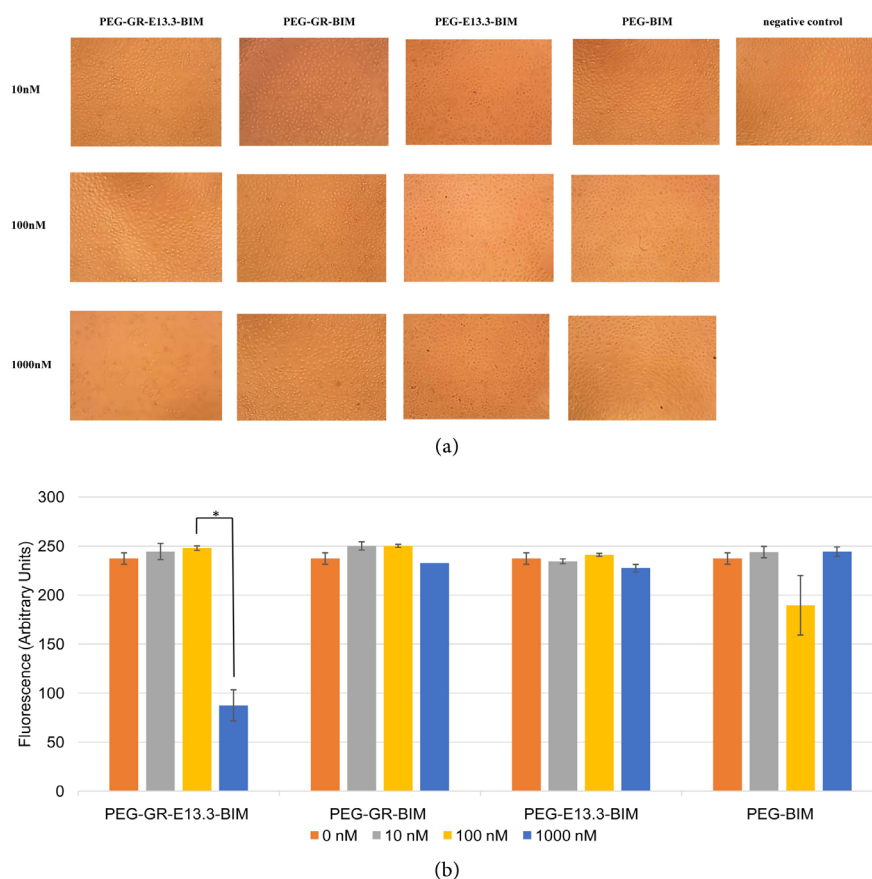 PEG-GR-E13.3-BIM PEG-GR-BIM PEG-E13.3-BIM PEG-BIM negative control
10nM
100nM
1000nM
(a)
Fluorescence (Arbitrary Units)
300
250
200
150
100
50
0
*
PEG-GR-E13.3-BIM PEG-GR-BIM PEG-E13.3-BIM PEG-BIM
0 nM 10 nM 100 nM 1000 nM
(b)